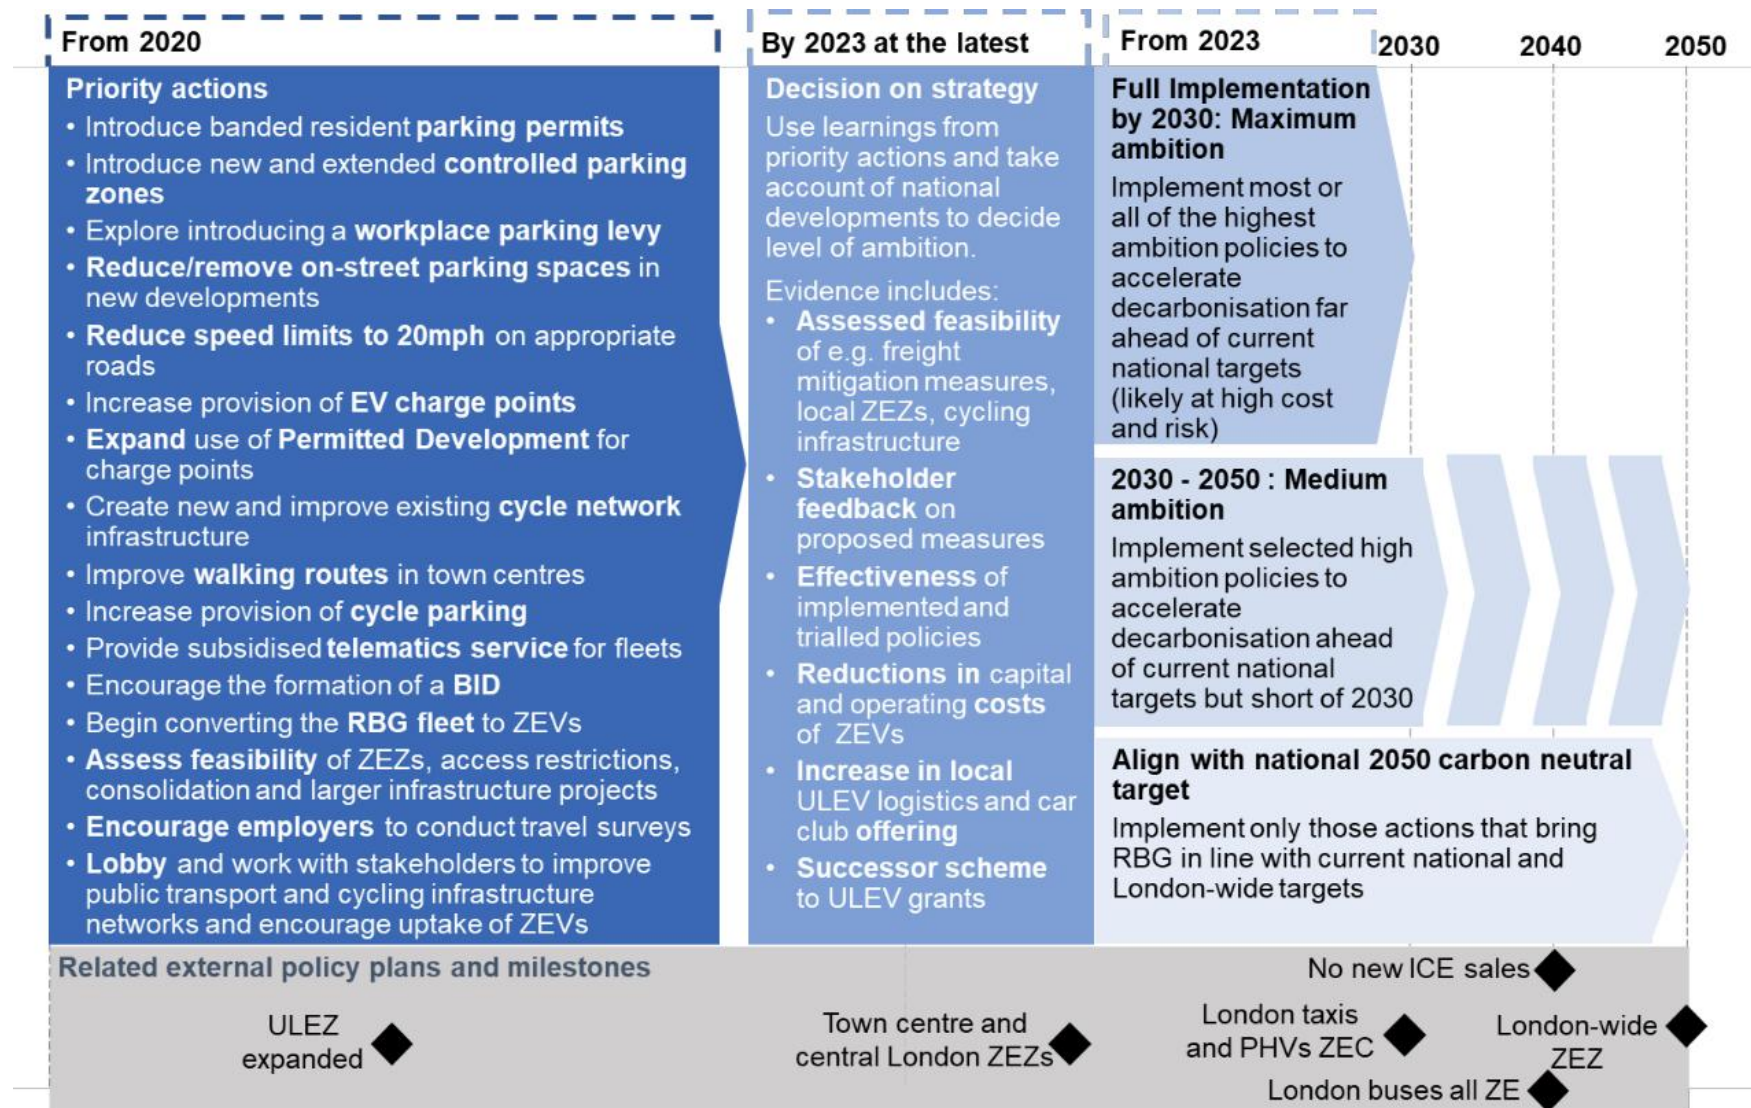 From 2020
Priority actions
• Introduce banded resident parking permits
• Introduce new and extended controlled parking
zones
• Explore introducing a workplace parking levy
• Reduce/remove on-street parking spaces in
new developments
• Reduce speed limits to 20mph on appropriate
roads
• Increase provision of EV charge points
• Expand use of Permitted Development for
charge points
• Create new and improve existing cycle network
infrastructure
• Improve walking routes in town centres
• Increase provision of cycle parking
• Provide subsidised telematics service for fleets
• Encourage the formation of a BID
• Begin converting the RBG fleet to ZEVs
• Assess feasibility of ZEZs, access restrictions,
consolidation and larger infrastructure projects
• Encourage employers to conduct travel surveys
• Lobby and work with stakeholders to improve
public transport and cycling infrastructure
networks and encourage uptake of ZEVs
By 2023 at the latest
Decision on strategy
Use learnings from
priority actions and take
account of national
developments to decide
level of ambition.
Evidence includes:
• Assessed feasibility
of e.g. freight
mitigation measures,
local ZEZs, cycling
infrastructure
• Stakeholder
feedback on
proposed measures
• Effectiveness of
implemented and
trialled policies
• Reductions in capital
and operating costs
of ZEVs
• Increase in local
ULEV logistics and car
club offering
• Successor scheme
to ULEV grants
From 2023
2030
2040
2050
Full Implementation
by 2030: Maximum
ambition
Implement most or
all of the highest
ambition policies to
accelerate
decarbonisation far
ahead of current
national targets
(likely at high cost
and risk)
2030 - 2050 : Medium
ambition
Implement selected high
ambition policies to
accelerate
decarbonisation ahead
of current national
targets but short of 2030
Align with national 2050 carbon neutral
target
Implement only those actions that bring
RBG in line with current national and
London-wide targets
Related external policy plans and milestones
ULEZ
expanded
Town centre and
central London ZEZs
No new ICE sales
London taxis
and PHVs ZEC
London-wide
ZEZ
London buses all ZE